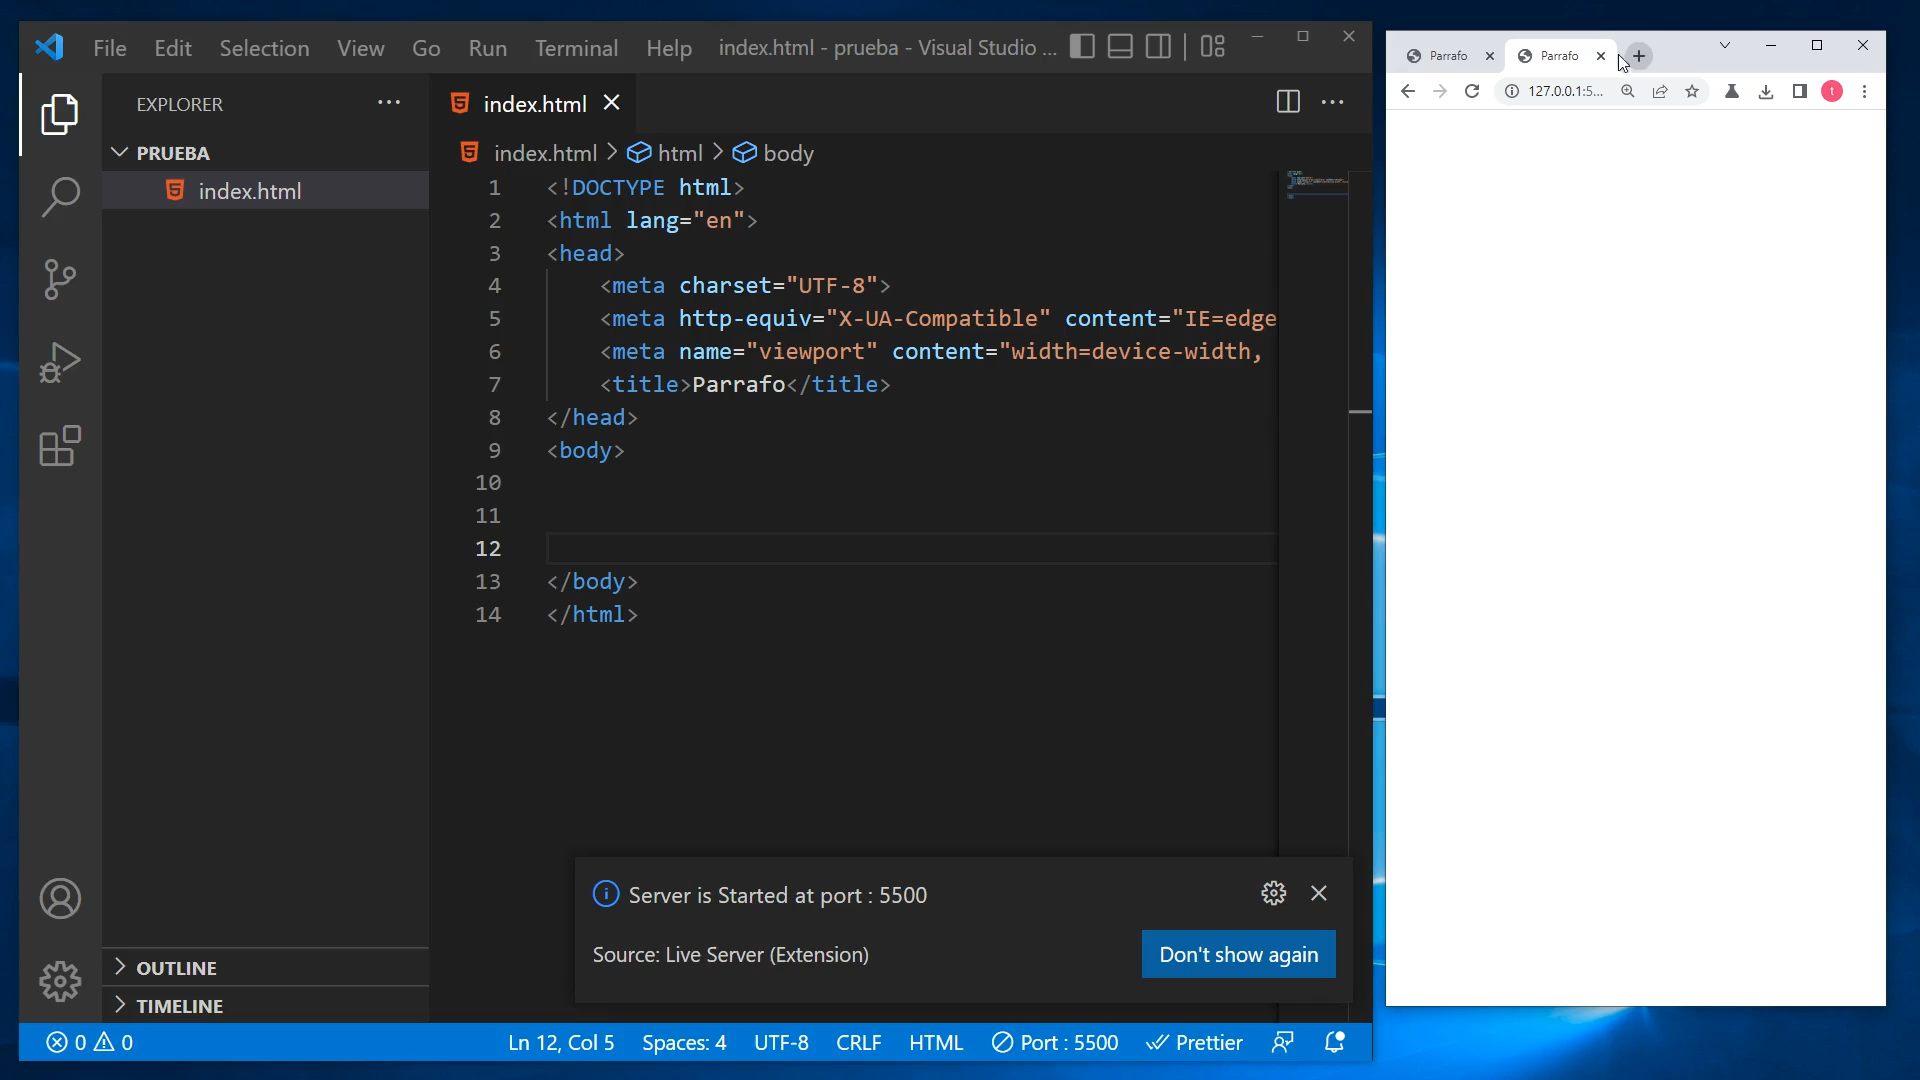 File Edit Selection View Go Run Terminal Help index.html - prueba - Visual Studio ...
EXPLORER
PRUEBA
index.html
OUTLINE
TIMELINE
index.html
index.html > html > body
1 <!DOCTYPE html>
2 <html lang="en">
3 <head>
4 <meta charset="UTF-8">
5 <meta http-equiv="X-UA-Compatible" content="IE=edge
6 <meta name="viewport" content="width=device-width,
7 <title>Parrafo</title>
8 </head>
9 <body>
10
11
12
13 </body>
14 </html>
Server is Started at port : 5500
Source: Live Server (Extension)
Don't show again
0 0 Ln 12, Col 5 Spaces: 4 UTF-8 CRLF HTML Port : 5500 Prettier
Parrafo Parrafo
127.0.0.1:5... t